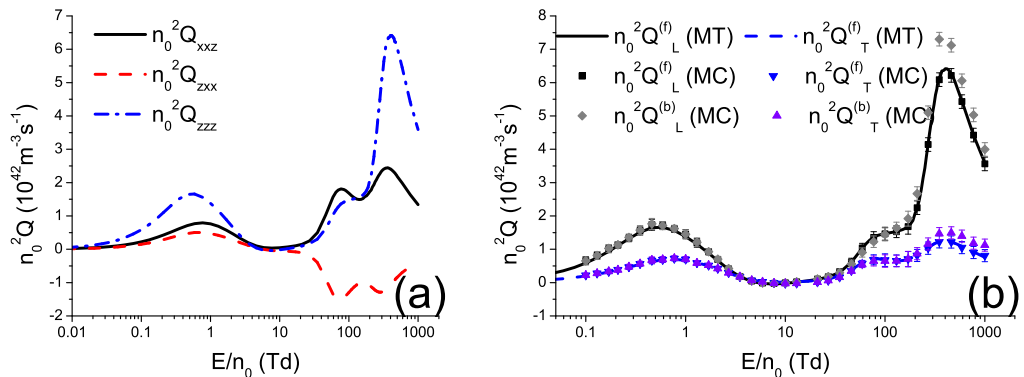 (a)
n₀²Q (10⁴²m⁻³s⁻¹)
7
6
5
4
3
2
1
0
-1
-2
n₀²Qxxz
n₀²Qzxx
n₀²Qzzz
0.01 0.1 1 10 100 1000
E/n₀ (Td)
(b)
n₀²Q (10⁴²m⁻³s⁻¹)
8
7
6
5
4
3
2
1
0
-1
n₀²Q⁽ᶠ⁾L (MT) n₀²Q⁽ᶠ⁾T (MT)
n₀²Q⁽ᶠ⁾L (MC) n₀²Q⁽ᶠ⁾T (MC)
n₀²Q⁽ᵇ⁾L (MC) n₀²Q⁽ᵇ⁾T (MC)
0.1 1 10 100 1000
E/n₀ (Td)